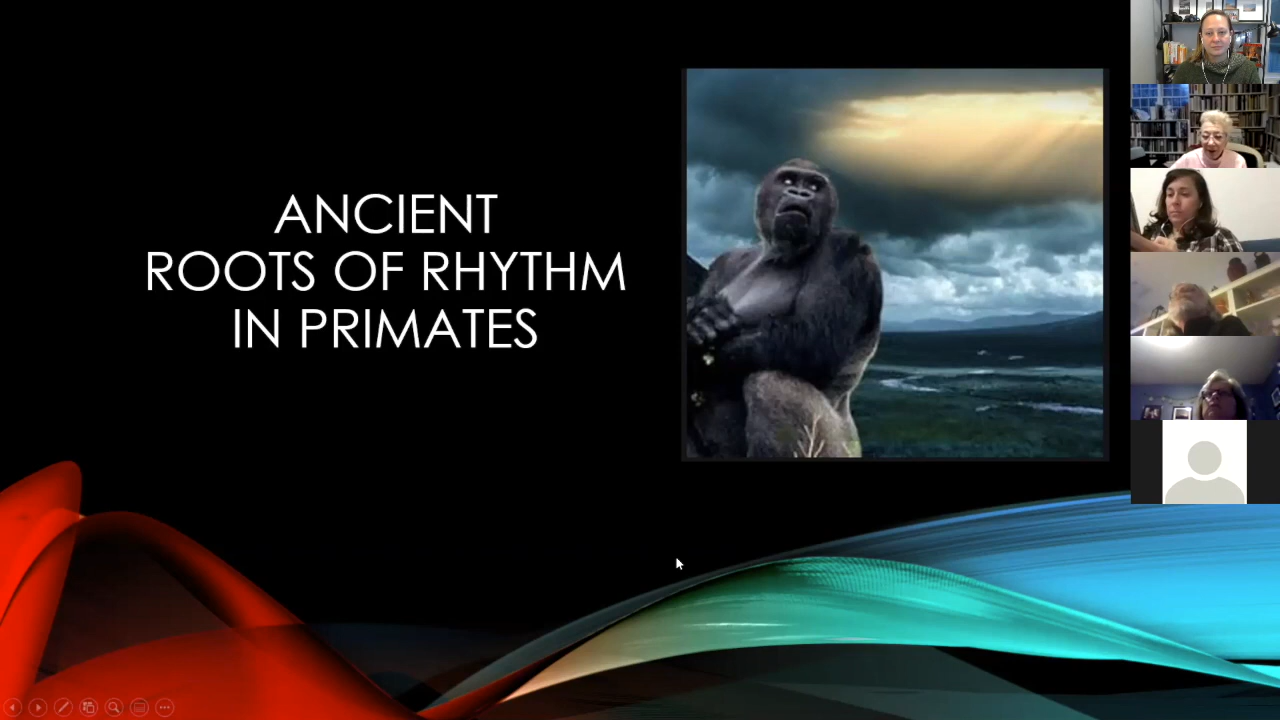 ANCIENT
ROOTS OF RHYTHM
IN PRIMATES